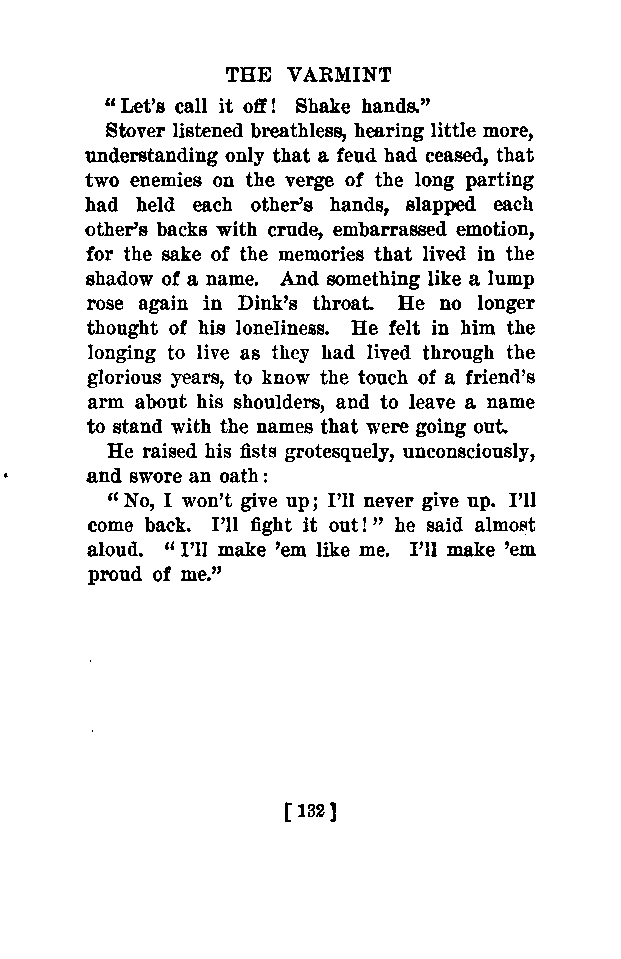 THE VARMINT
“Let’s call it off! Shake hands.”
Stover listened breathless, hearing little more,
understanding only that a feud had ceased, that
two enemies on the verge of the long parting
had held each other’s hands, slapped each
other’s backs with crude, embarrassed emotion,
for the sake of the memories that lived in the
shadow of a name. And something like a lump
rose again in Dink’s throat. He no longer
thought of his loneliness. He felt in him the
longing to live as they had lived through the
glorious years, to know the touch of a friend’s
arm about his shoulders, and to leave a name
to stand with the names that were going out.
He raised his fists grotesquely, unconsciously,
and swore an oath:
“No, I won’t give up; I’ll never give up. I’ll
come back. I’ll fight it out!” he said almost
aloud. “I’ll make ’em like me. I’ll make ’em
proud of me.”
[132]